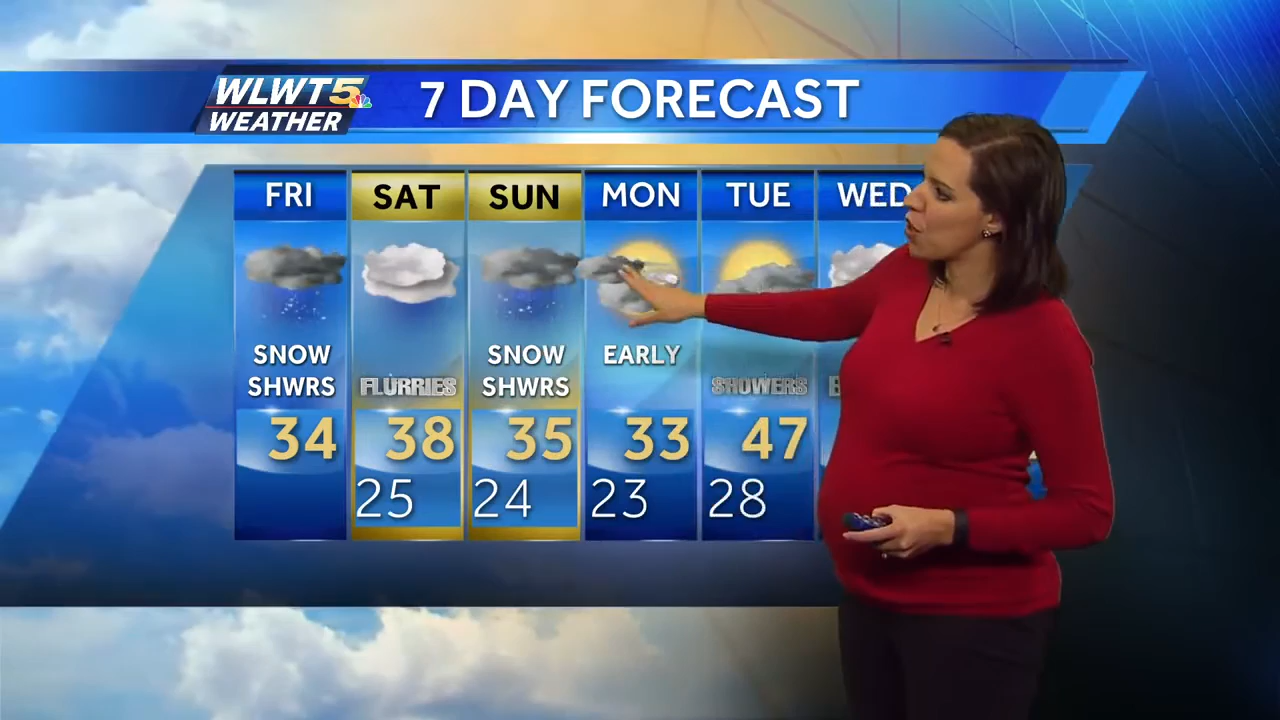 WLWT5
WEATHER
7 DAY FORECAST
FRI
SAT
SUN
MON
TUE
WED
SNOW
SHWRS
FLURRIES
SNOW
SHWRS
EARLY
SHOWERS
34
38
35
33
47
25
24
23
28